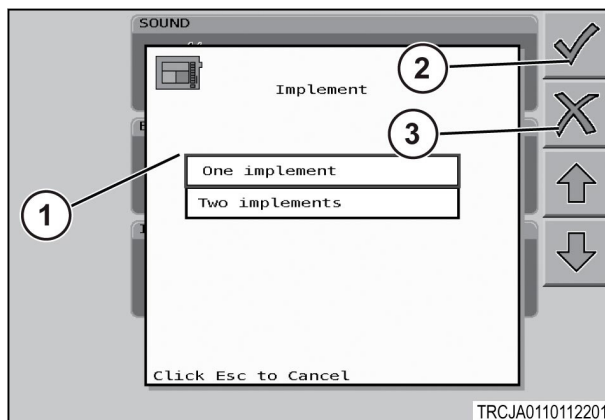 SOUND
2
Implement
3
One implement
1
Two implements
Click Esc to Cancel
TRCJA0110112201